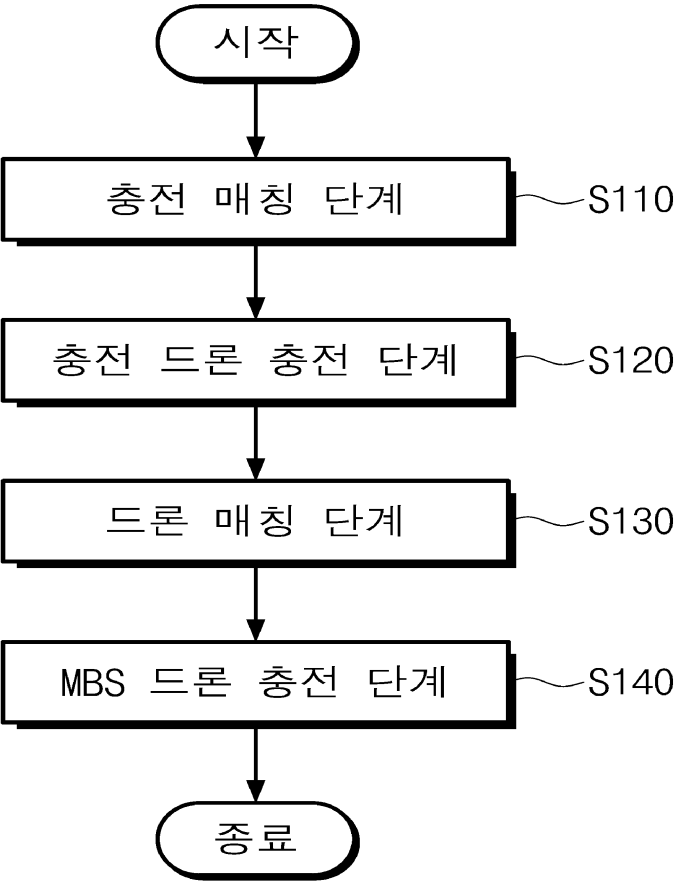 시작
충전 매칭 단계
S110
충전 드론 충전 단계
S120
드론 매칭 단계
S130
MBS 드론 충전 단계
S140
종료